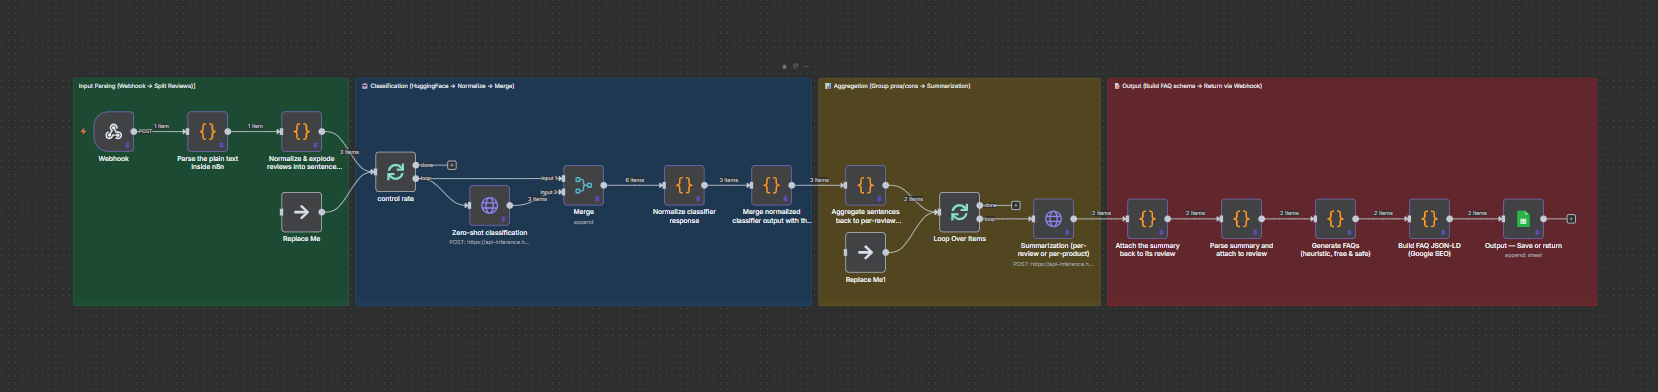 Input Parsing (Webhook → Split Reviews)]
Classification (HuggingFace → Normalize → Merge)
Aggregation (Group pros/cons → Summarization)
Output (Build FAQ schema → Return via Webhook)
POST
1 item
1 item
3 items
Webhook
Parse the plain text
inside n8n
Normalize & explode
reviews into sentence...
Replace Me
done
loop
control rate
Zero-shot classification
POST: https://api-inference.h...
3 items
Input 1
Input 2
Merge
append
6 items
Normalize classifier
response
3 items
Merge normalized
classifier output with th...
3 items
Aggregate sentences
back to per-review...
2 items
Replace Me1
done
loop
Loop Over Items
Summarization (per-
review or per-product)
POST: https://api-inference.h...
2 items
Attach the summary
back to its review
2 items
Parse summary and
attach to review
2 items
Generate FAQs
(heuristic, free & safe)
2 items
Build FAQ JSON-LD
(Google SEO)
2 items
Output — Save or return
append: sheet